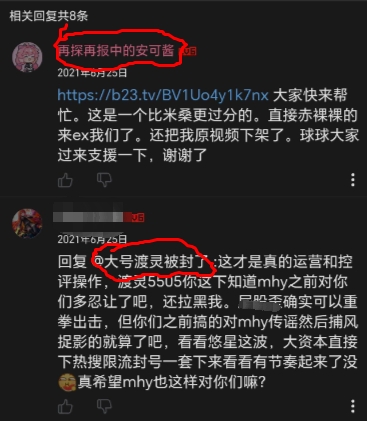 相关回复共8条
再探再报中的安可酱
2021年6月25日
https://b23.tv/BV1Uo4y1k7nx 大家快来帮
忙。这是一个比米桑更过分的。直接赤裸裸的
来ex我们了。还把我原视频下架了。球球大家
过来支援一下，谢谢了
2021年6月25日
回复 @大号渡灵被封了 :这才是真的运营和控
评操作，渡灵5505你这下知道mhy之前对你
们多忍让了吧，还拉黑我。确实可以重
拳出击，但你们之前搞的对mhy传谣然后捕风
捉影的就算了吧，看看悠星这波，大资本直接
下热搜限流封号一套下来看看有节奏起来了没
真希望mhy也这样对你们嘛?